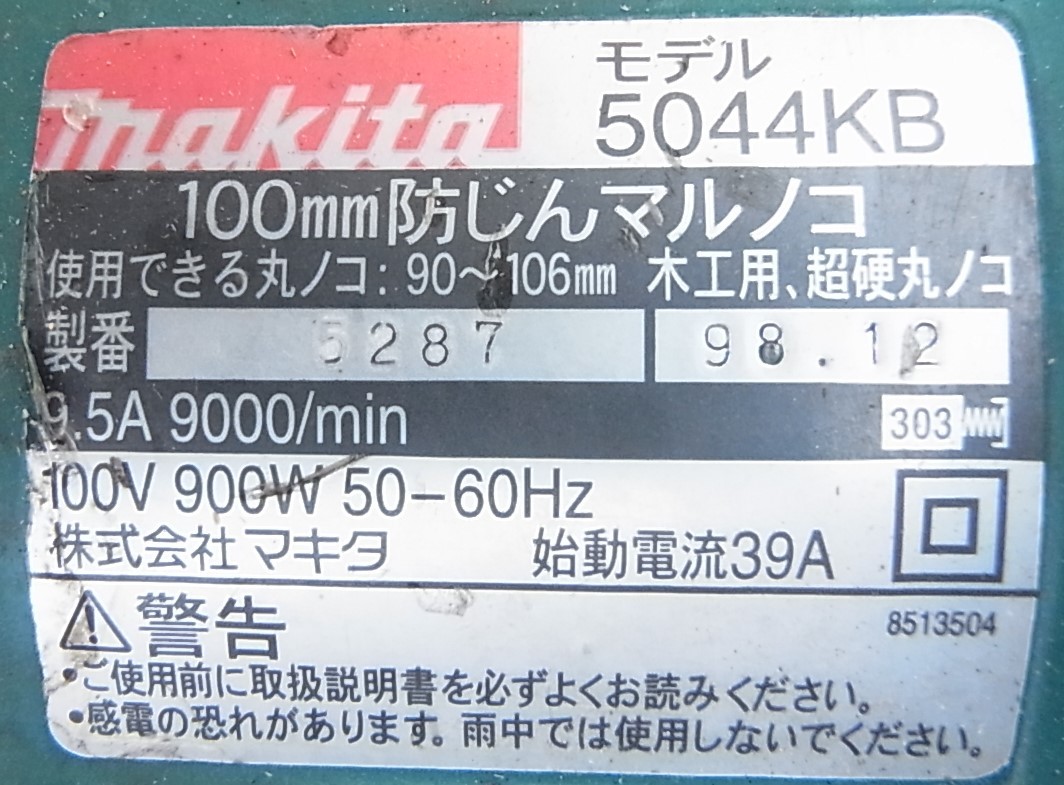 makita
モデル
5044KB
100mm防じんマルノコ
使用できる丸ノコ: 90〜106mm 木工用、超硬丸ノコ
製番 5287 98.12
9.5A 9000/min 303
100V 900W 50-60Hz
株式会社マキタ 始動電流39A
警告 8513504
•ご使用前に取扱説明書を必ずよくお読みください。
•感電の恐れがあります。雨中では使用しないでください。